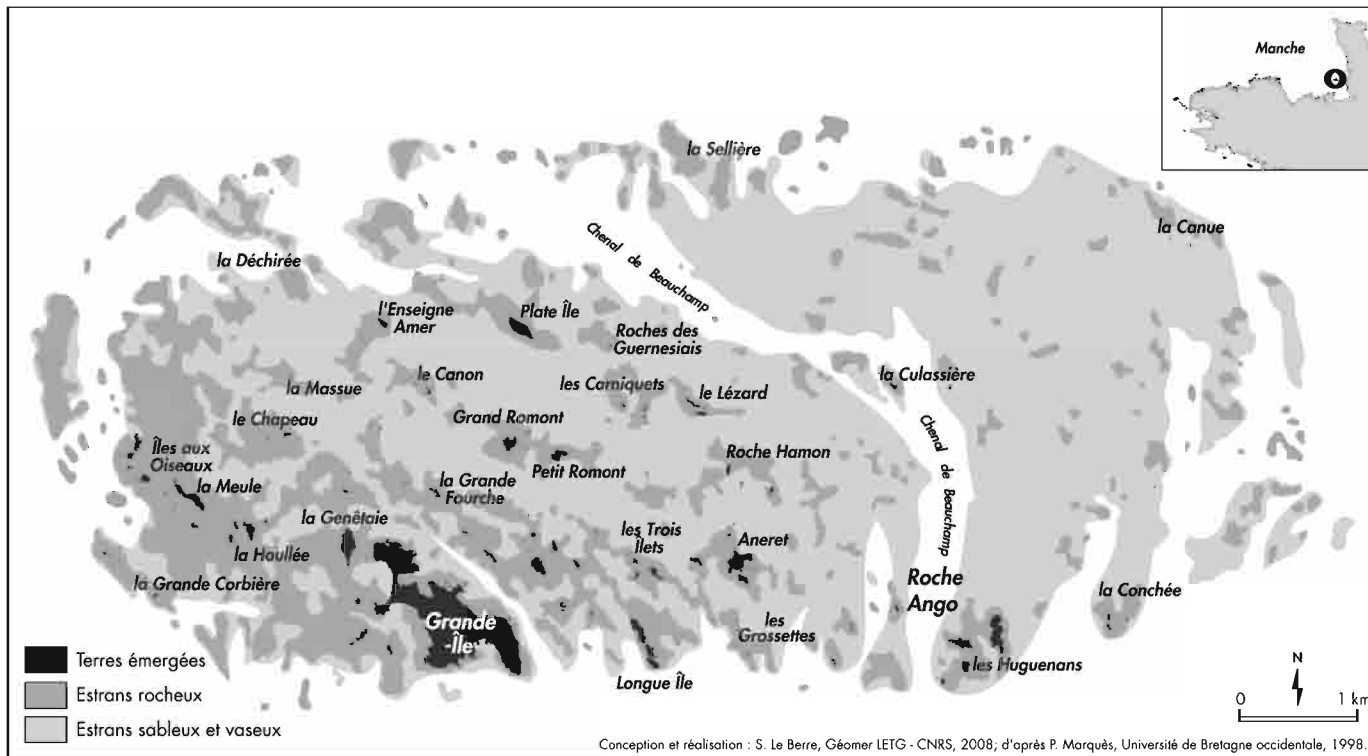 Manche
la Sellière
la Canue
Chenal de Beauchamp
la Déchirée
l'Enseigne
Amer
Plate Île
Roches des
Guernesiais
la Massue
le Canon
les Carniquets
le Lézard
la Culassière
le Chapeau
Grand Romont
Chenal de Beauchamp
Îles aux
Oiseaux
Petit Romont
Roche Hamon
la Meule
la Grande
Fourche
la Genêtaie
les Trois
Îlets
Aneret
la Houllée
la Grande Corbière
Roche
Ango
la Conchée
Grande
-Île
les
Grossettes
les Huguenans
Longue Île
Terres émergées
Estrans rocheux
Estrans sableux et vaseux
N
0 1 km
Conception et réalisation : S. Le Berre, Géomer LETG - CNRS, 2008; d'après P. Marquès, Université de Bretagne occidentale, 1998